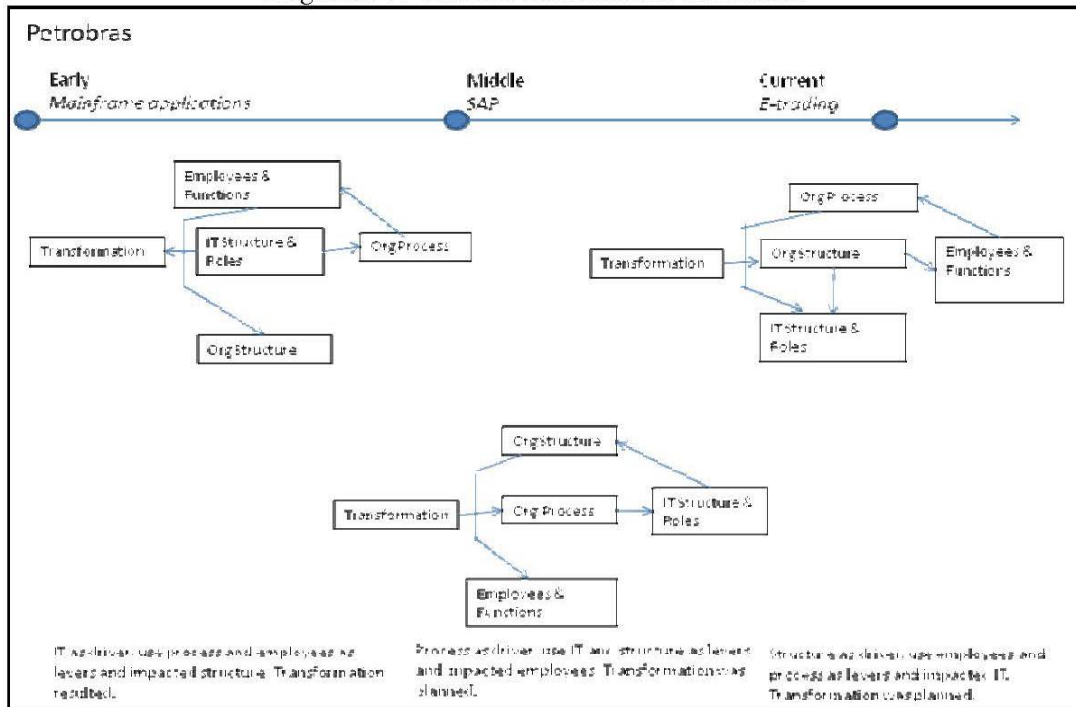 Petrobras
Early
Mainframe applications
Middle
SAP
Current
E-trading
Employees &
Functions
Transformation
IT Structure &
Roles
Org Process
Org Structure
Org Process
Transformation
Org Structure
Employees &
Functions
IT Structure &
Roles
Org Structure
Transformation
Org Process
IT Structure &
Roles
Employees &
Functions
IT as driver, use process and employees as
levers and impacted structure. Transformation
resulted.
Process as driver, use IT and structure as levers
and impacted employees. Transformation was
planned.
Structure as driver, use employees and
process as levers and impacted IT.
Transformation was planned.